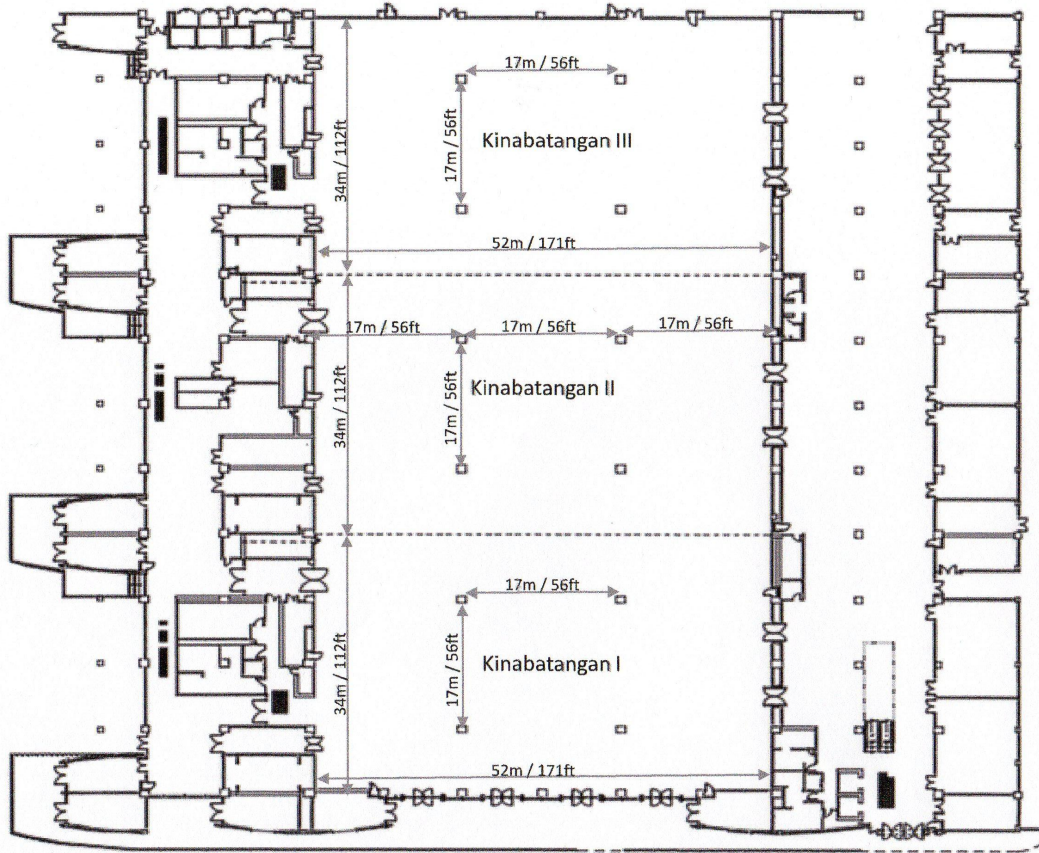 17m / 56ft
17m / 56ft
34m / 112ft
Kinabatangan III
52m / 171ft
17m / 56ft
17m / 56ft
17m / 56ft
17m / 56ft
34m / 112ft
Kinabatangan II
17m / 56ft
17m / 56ft
34m / 112ft
Kinabatangan I
52m / 171ft